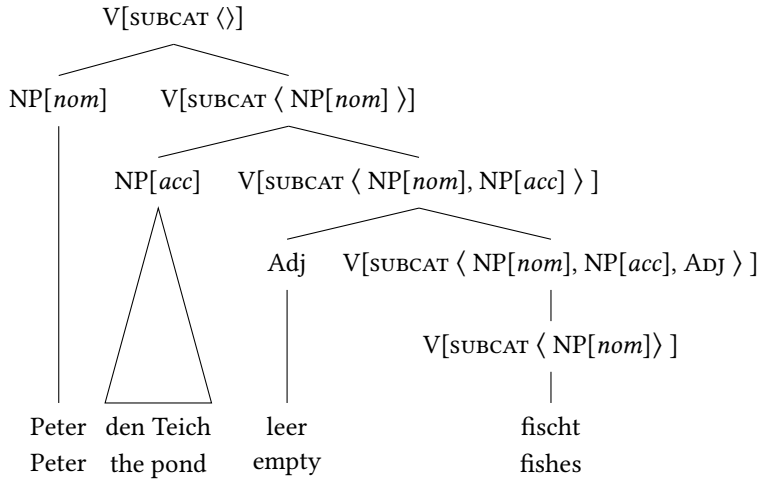 V[SUBCAT ⟨⟩]
NP[nom] V[SUBCAT ⟨ NP[nom] ⟩]
NP[acc] V[SUBCAT ⟨ NP[nom], NP[acc] ⟩ ]
Adj V[SUBCAT ⟨ NP[nom], NP[acc], ADJ ⟩ ]
V[SUBCAT ⟨ NP[nom]⟩ ]
Peter den Teich leer fischt
Peter the pond empty fishes